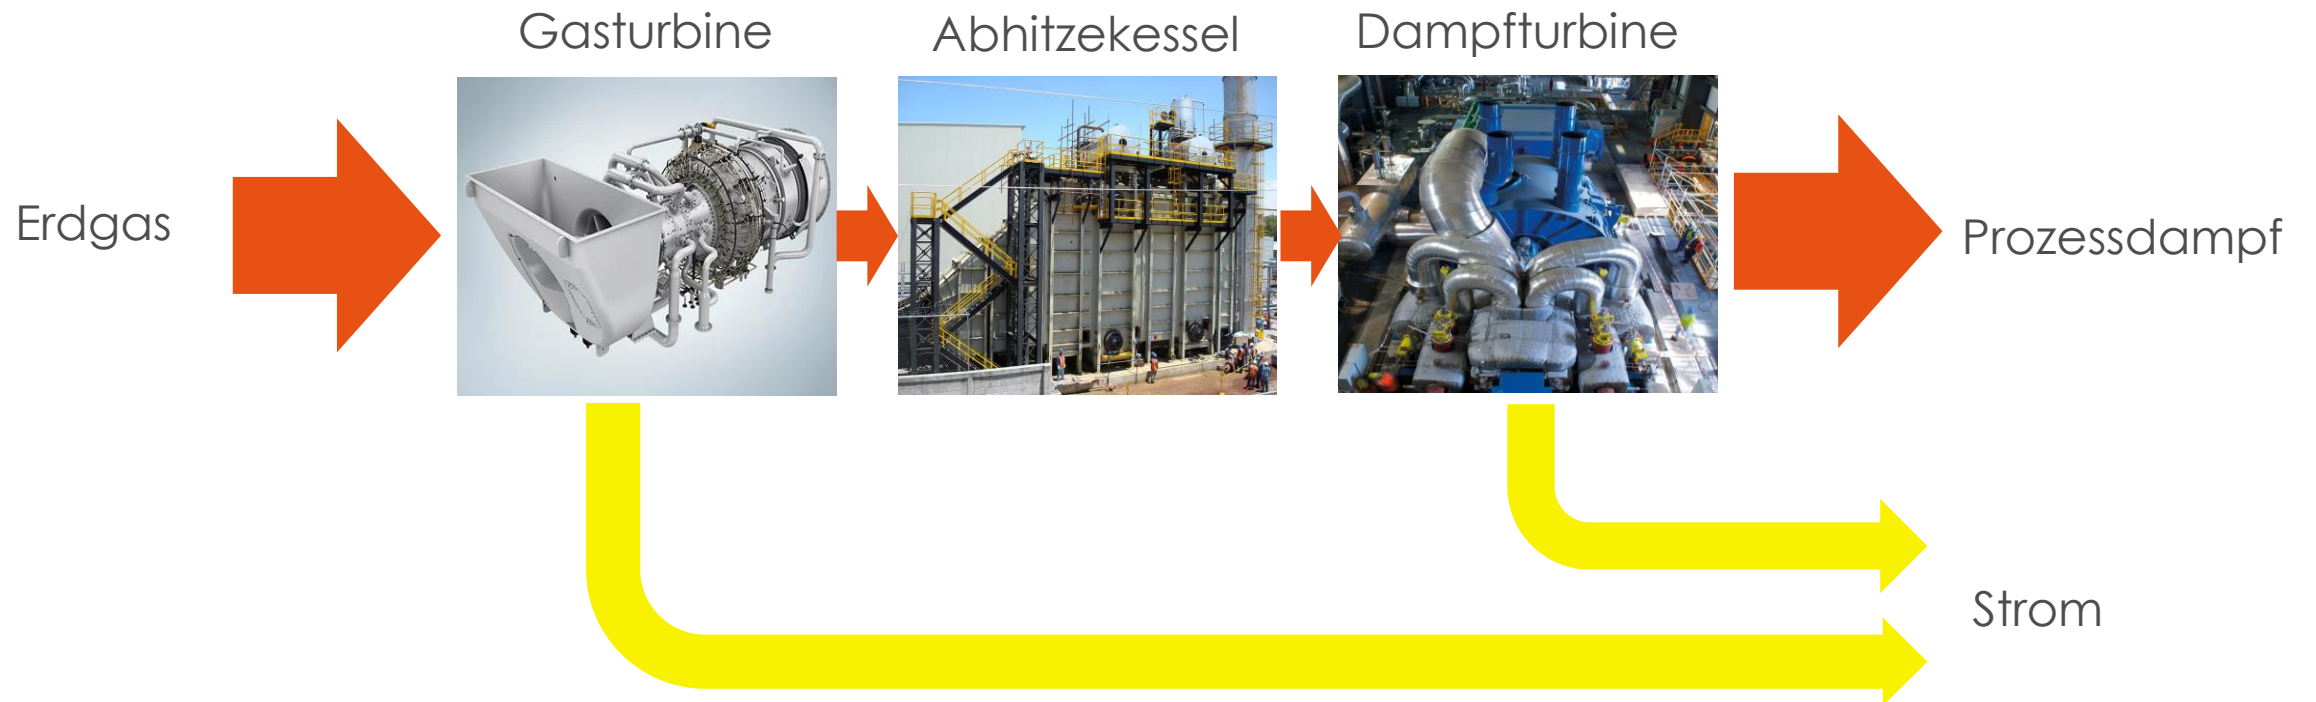 Gasturbine
Abhitzekessel
Dampfturbine
Erdgas
Prozessdampf
Strom